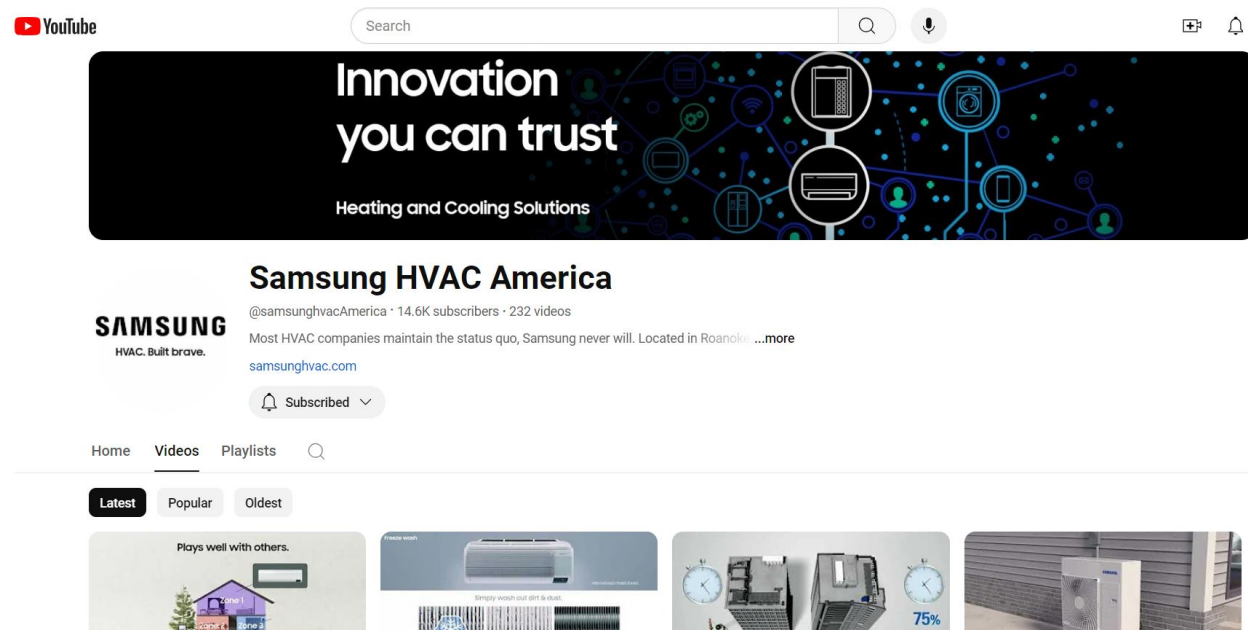 YouTube
Search
Innovation
you can trust
Heating and Cooling Solutions
Samsung HVAC America
SAMSUNG
HVAC. Built brave.
@samsunghvacAmerica · 14.6K subscribers · 232 videos
Most HVAC companies maintain the status quo, Samsung never will. Located in Roanoke ...more
samsunghvac.com
Subscribed
Home Videos Playlists
Latest Popular Oldest
Plays well with others.
Zone 1
Zone 2 Zone 3
Freeze wash
Simply wash out dirt & dust.
75%
SAMSUNG